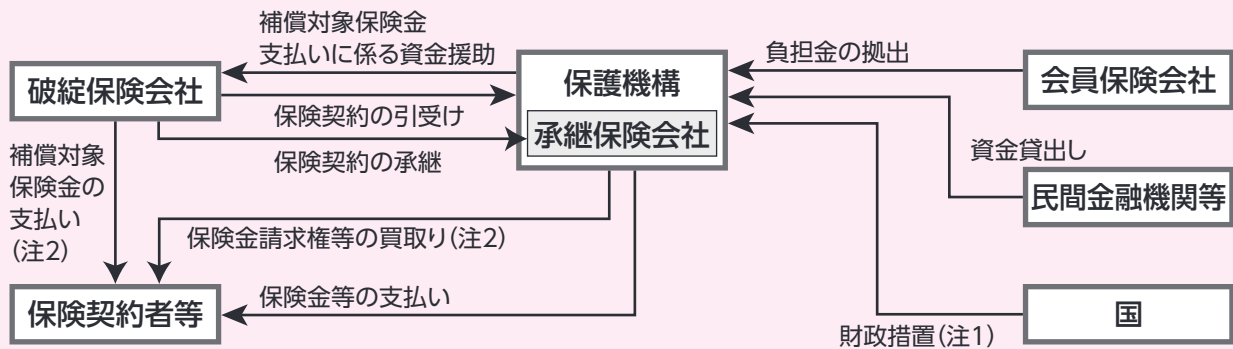 補償対象保険金
支払いに係る資金援助
負担金の拠出
破綻保険会社
保護機構
会員保険会社
保険契約の引受け
承継保険会社
保険契約の承継
補償対象
保険金の
支払い
(注2)
資金貸出し
民間金融機関等
保険金請求権等の買取り(注2)
保険金等の支払い
保険契約者等
国
財政措置(注1)